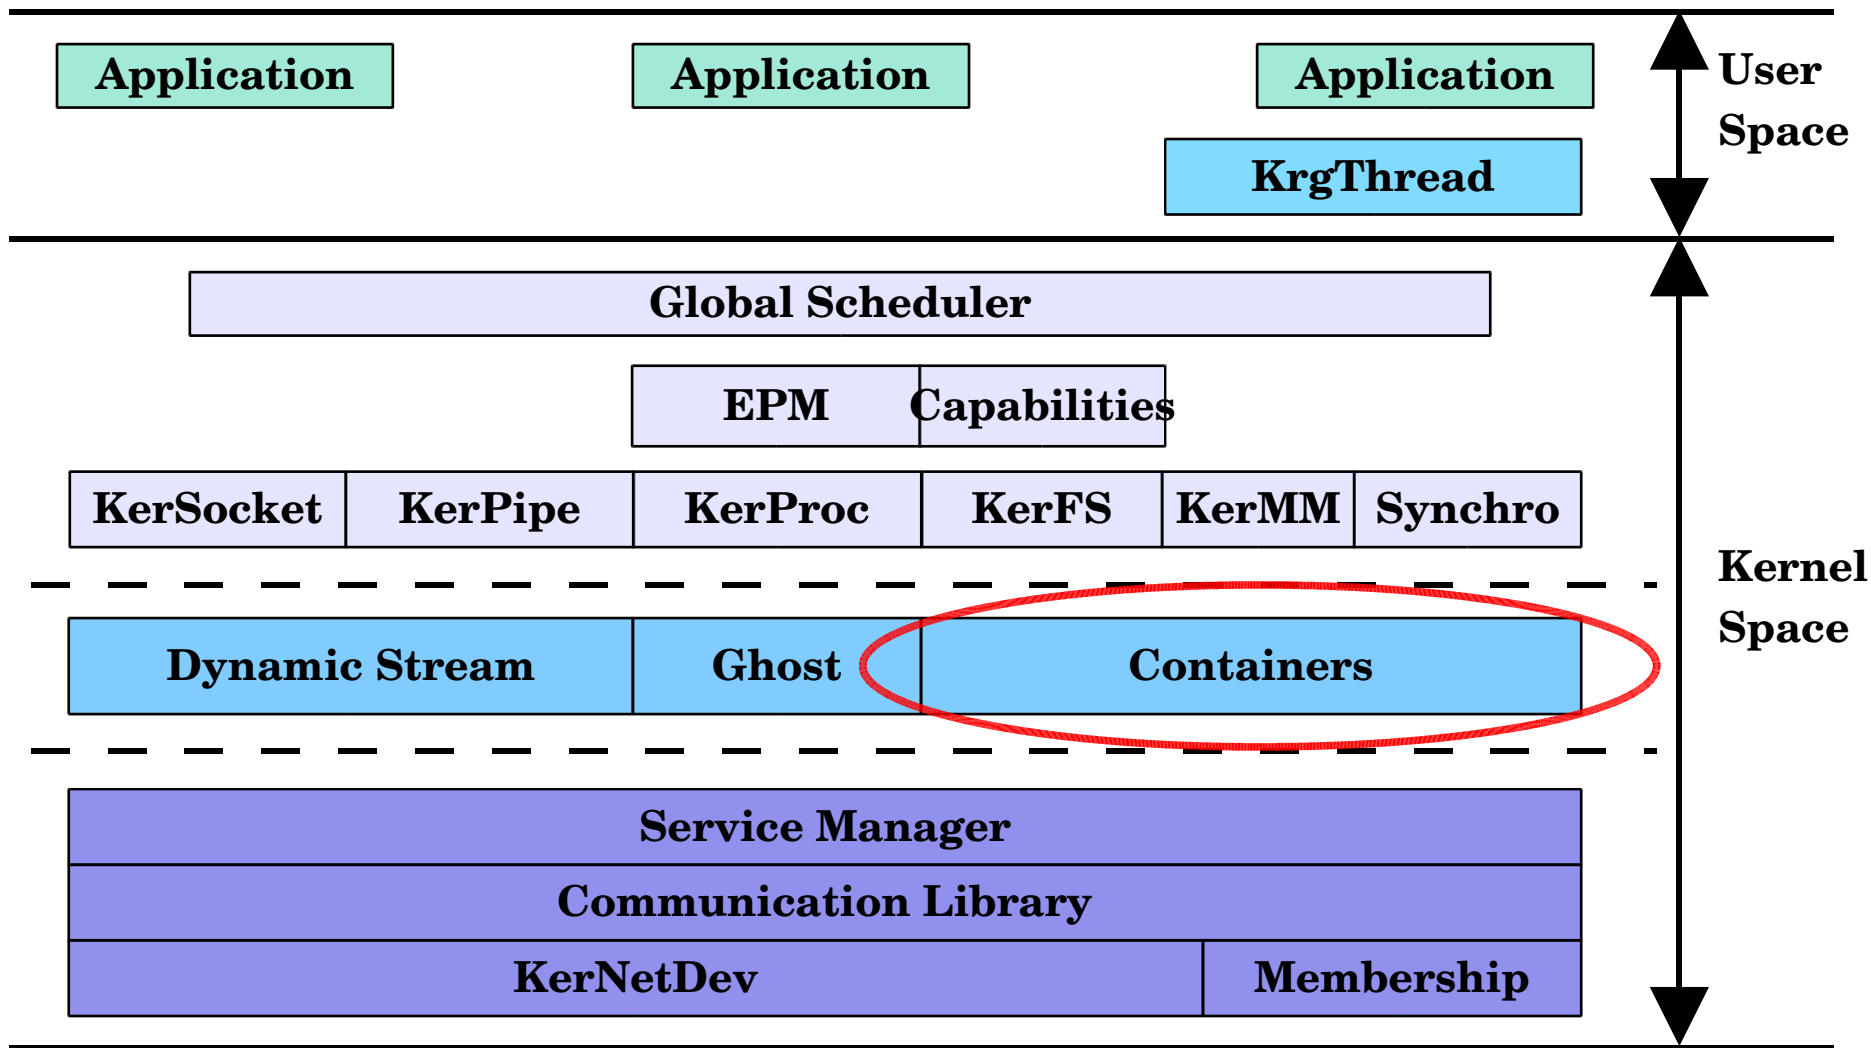 Application
Application
Application
User
Space
KrgThread
Global Scheduler
EPM
Capabilities
KerSocket
KerPipe
KerProc
KerFS
KerMM
Synchro
Kernel
Space
Dynamic Stream
Ghost
Containers
Service Manager
Communication Library
KerNetDev
Membership